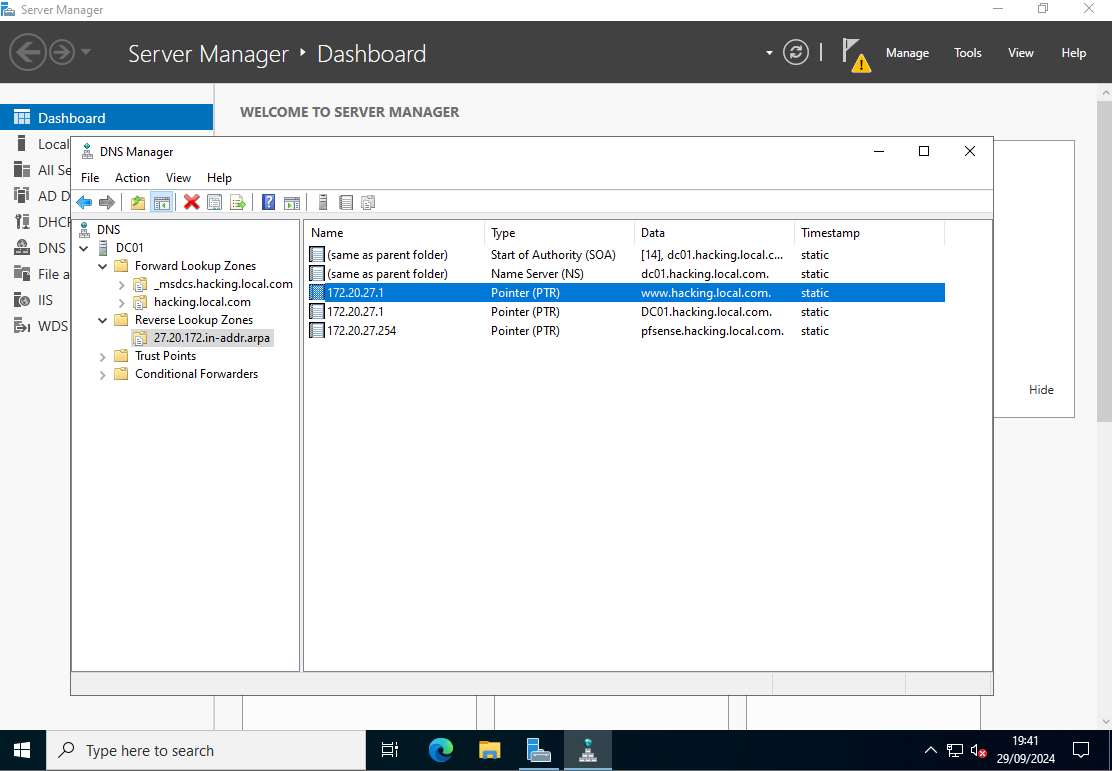 Server Manager
Server Manager • Dashboard
Manage Tools View Help
Dashboard
WELCOME TO SERVER MANAGER
Local
All Se
AD D
DHCP
DNS
File a
IIS
WDS
DNS Manager
File Action View Help
DNS
DC01
Forward Lookup Zones
_msdcs.hacking.local.com
hacking.local.com
Reverse Lookup Zones
27.20.172.in-addr.arpa
Trust Points
Conditional Forwarders
Name Type Data Timestamp
(same as parent folder) Start of Authority (SOA) [14], dc01.hacking.local.c... static
(same as parent folder) Name Server (NS) dc01.hacking.local.com. static
172.20.27.1 Pointer (PTR) www.hacking.local.com. static
172.20.27.1 Pointer (PTR) DC01.hacking.local.com. static
172.20.27.254 Pointer (PTR) pfsense.hacking.local.com. static
Hide
Type here to search
19:41
29/09/2024